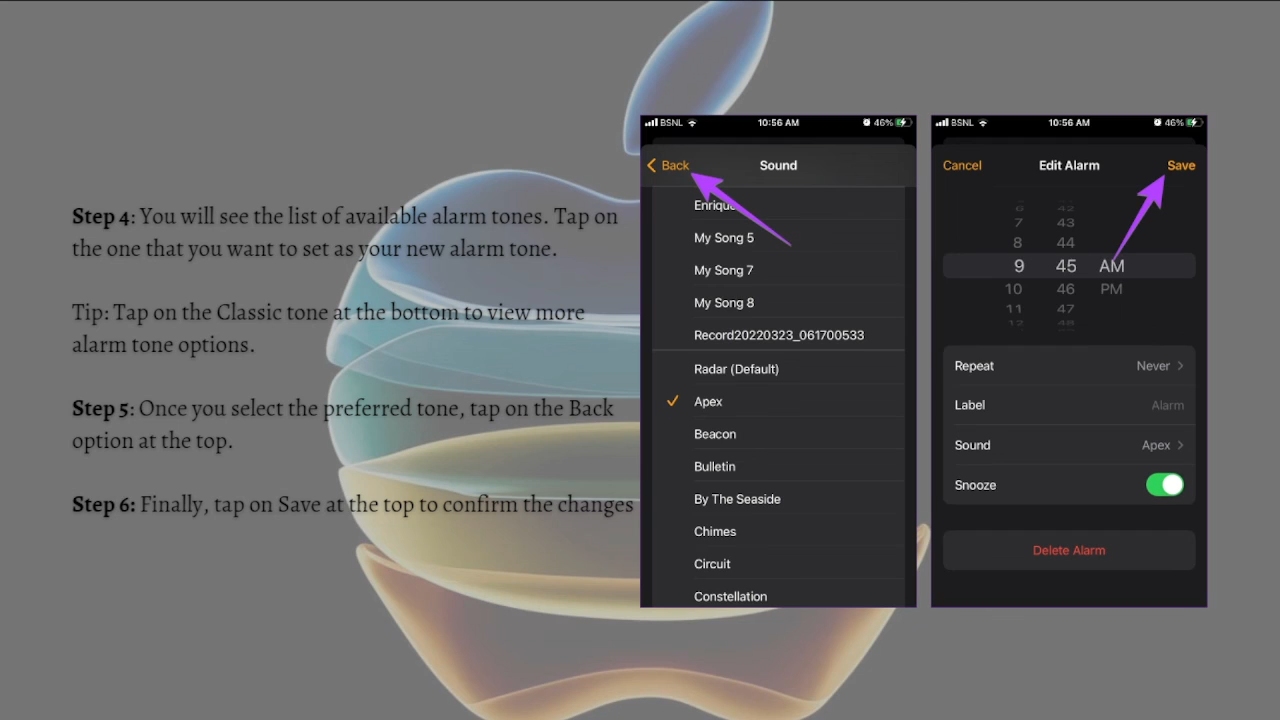 Step 4: You will see the list of available alarm tones. Tap on
the one that you want to set as your new alarm tone.
Tip: Tap on the Classic tone at the bottom to view more
alarm tone options.
Step 5: Once you select the preferred tone, tap on the Back
option at the top.
Step 6: Finally, tap on Save at the top to confirm the changes
BSNL 10:56 AM 46%
Back Sound
Enrique
My Song 5
My Song 7
My Song 8
Record20220323_061700533
Radar (Default)
Apex
Beacon
Bulletin
By The Seaside
Chimes
Circuit
Constellation
BSNL 10:56 AM 46%
Cancel Edit Alarm Save
6 42
7 43
8 44
9 45 AM
10 46 PM
11 47
12 48
Repeat Never
Label Alarm
Sound Apex
Snooze
Delete Alarm